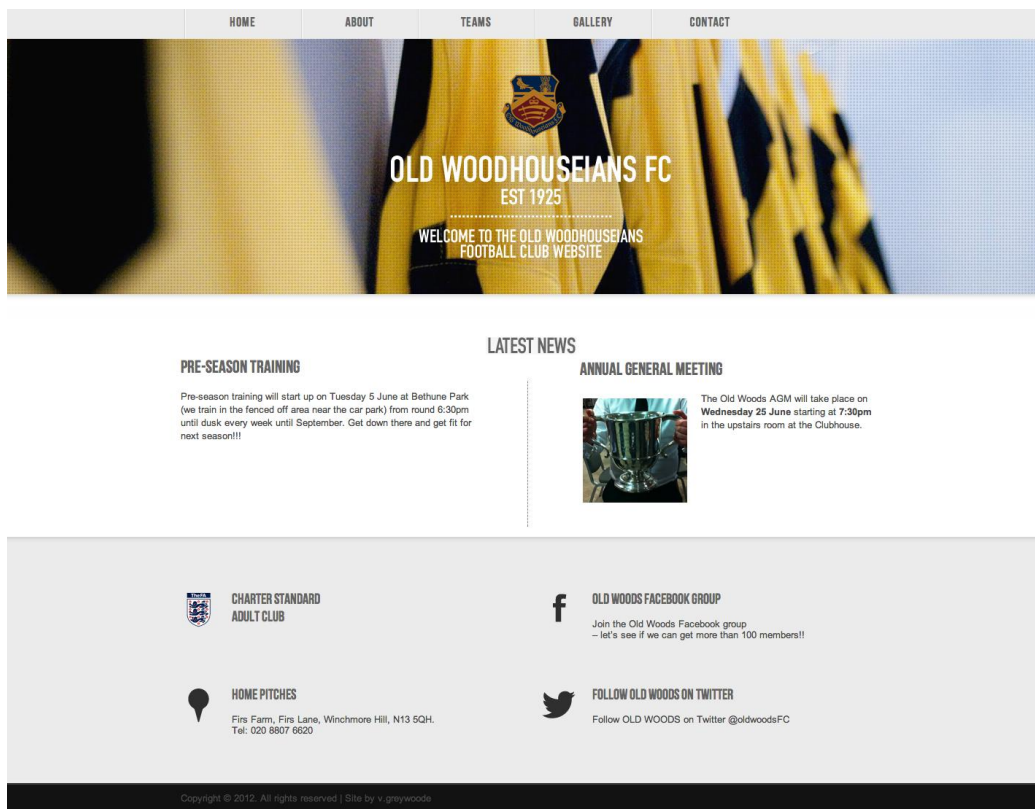 HOME ABOUT TEAMS GALLERY CONTACT
OLD WOODHOUSEIANS FC
EST 1925
WELCOME TO THE OLD WOODHOUSEIANS
FOOTBALL CLUB WEBSITE
LATEST NEWS
PRE-SEASON TRAINING
Pre-season training will start up on Tuesday 5 June at Bethune Park
(we train in the fenced off area near the car park) from round 6:30pm
until dusk every week until September. Get down there and get fit for
next season!!!
ANNUAL GENERAL MEETING
The Old Woods AGM will take place on
Wednesday 25 June starting at 7:30pm
in the upstairs room at the Clubhouse.
CHARTER STANDARD
ADULT CLUB
OLD WOODS FACEBOOK GROUP
Join the Old Woods Facebook group
– let's see if we can get more than 100 members!!
HOME PITCHES
Firs Farm, Firs Lane, Winchmore Hill, N13 5QH.
Tel: 020 8807 6620
FOLLOW OLD WOODS ON TWITTER
Follow OLD WOODS on Twitter @oldwoodsFC
Copyright © 2012. All rights reserved | Site by v.greywoode